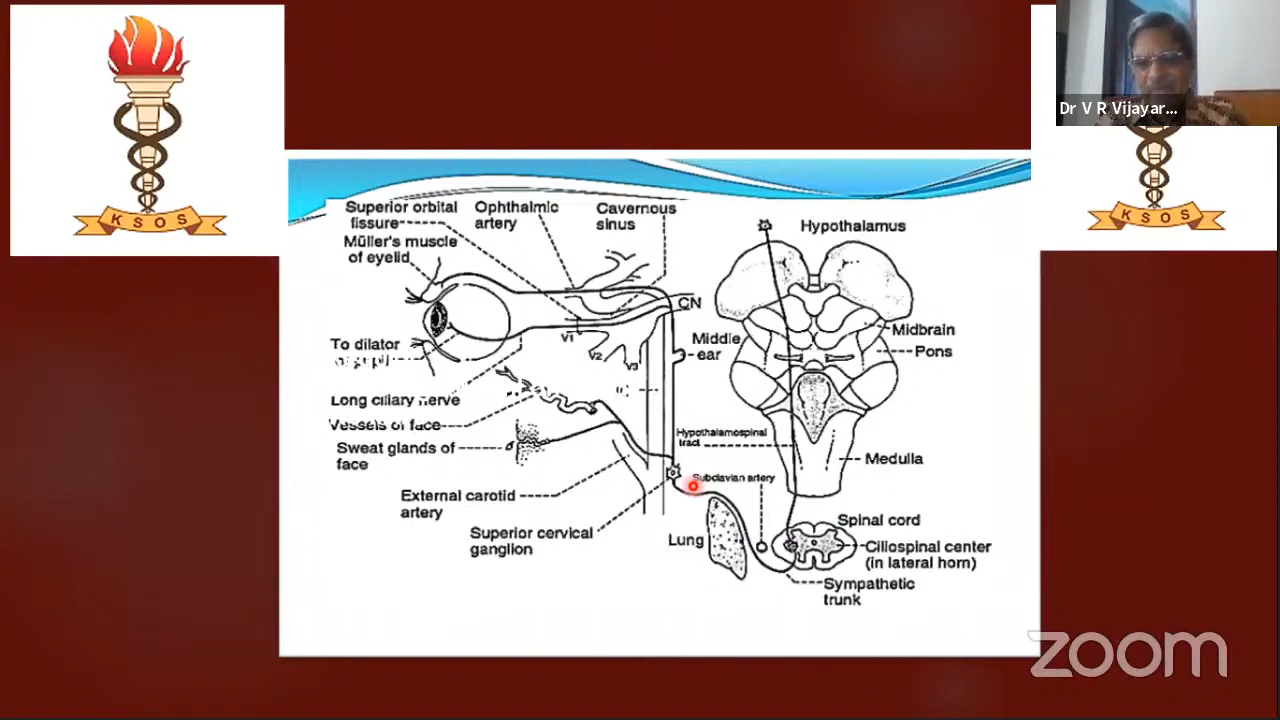 KSOS
Dr V R Vijayar...
KSOS
Superior orbital
fissure
Ophthalmic
artery
Cavernous
sinus
Müller's muscle
of eyelid
Hypothalamus
CN
V1
V2
V3
Middle
ear
Midbrain
Pons
To dilator
Long ciliary nerve
Vessels of face
Sweat glands of
face
Hypothalamospinal
tract
Medulla
Subclavian artery
External carotid
artery
Superior cervical
ganglion
Lung
Spinal cord
Ciliospinal center
(in lateral horn)
Sympathetic
trunk
zoom